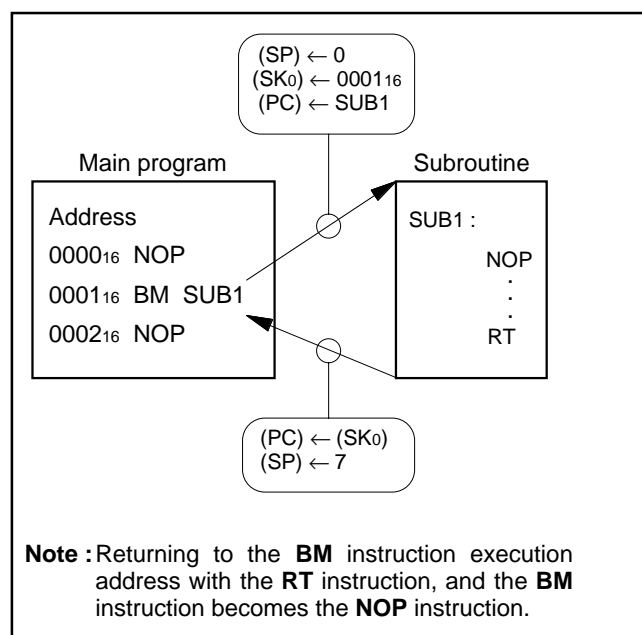 (SP) ← 0
(SK0) ← 000116
(PC) ← SUB1
Main program
Subroutine
Address
000016 NOP
000116 BM SUB1
000216 NOP
SUB1 :
NOP
.
.
.
RT
(PC) ← (SK0)
(SP) ← 7
Note : Returning to the BM instruction execution
address with the RT instruction, and the BM
instruction becomes the NOP instruction.